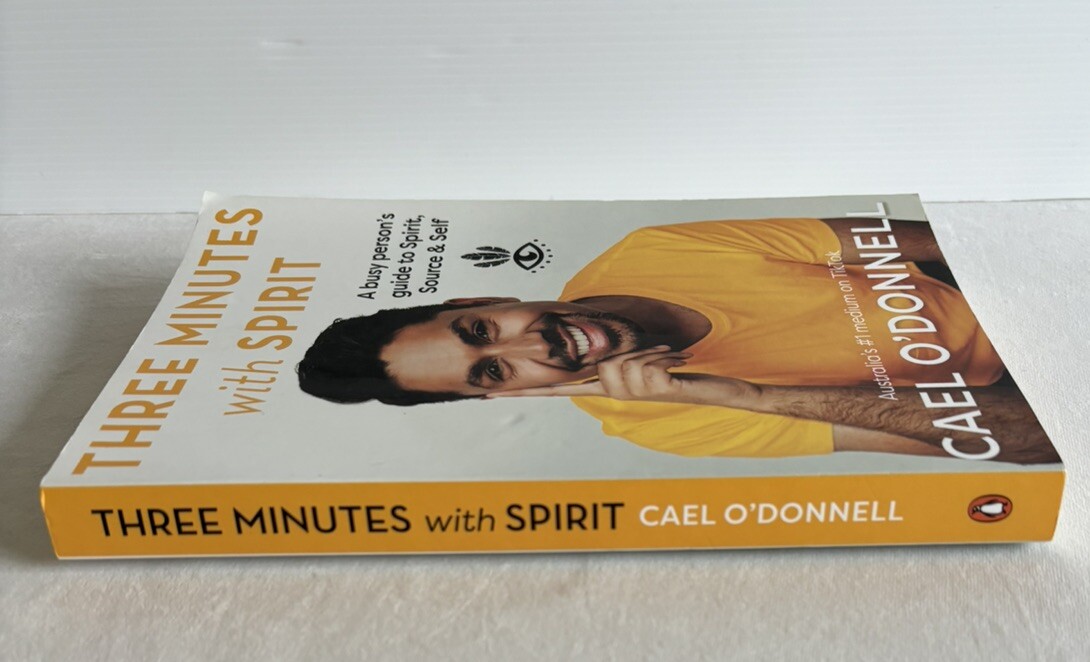 THREE MINUTES
with SPIRIT
A busy person's
guide to Spirit,
Source & Self
Australia's #1 medium on TikTok
CAEL O'DONNELL
THREE MINUTES with SPIRIT CAEL O'DONNELL